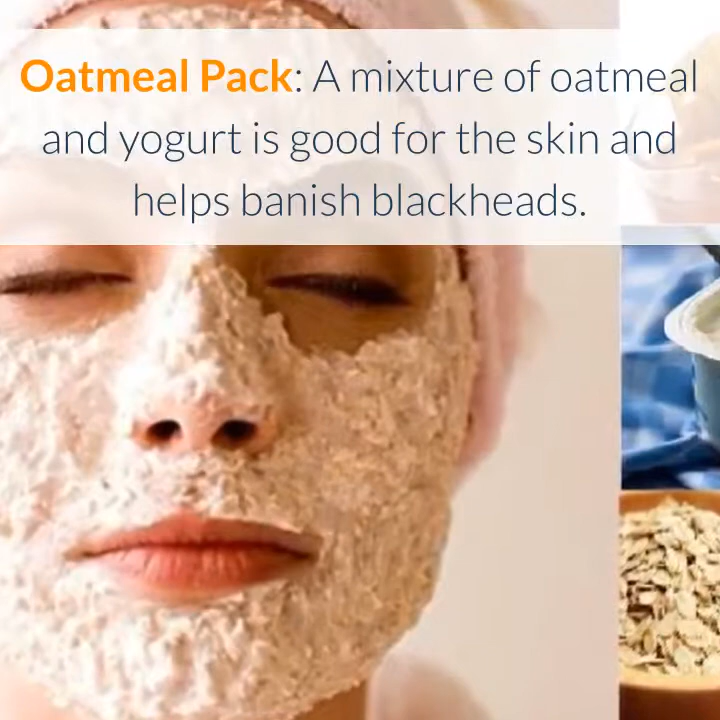 Oatmeal Pack: A mixture of oatmeal
and yogurt is good for the skin and
helps banish blackheads.